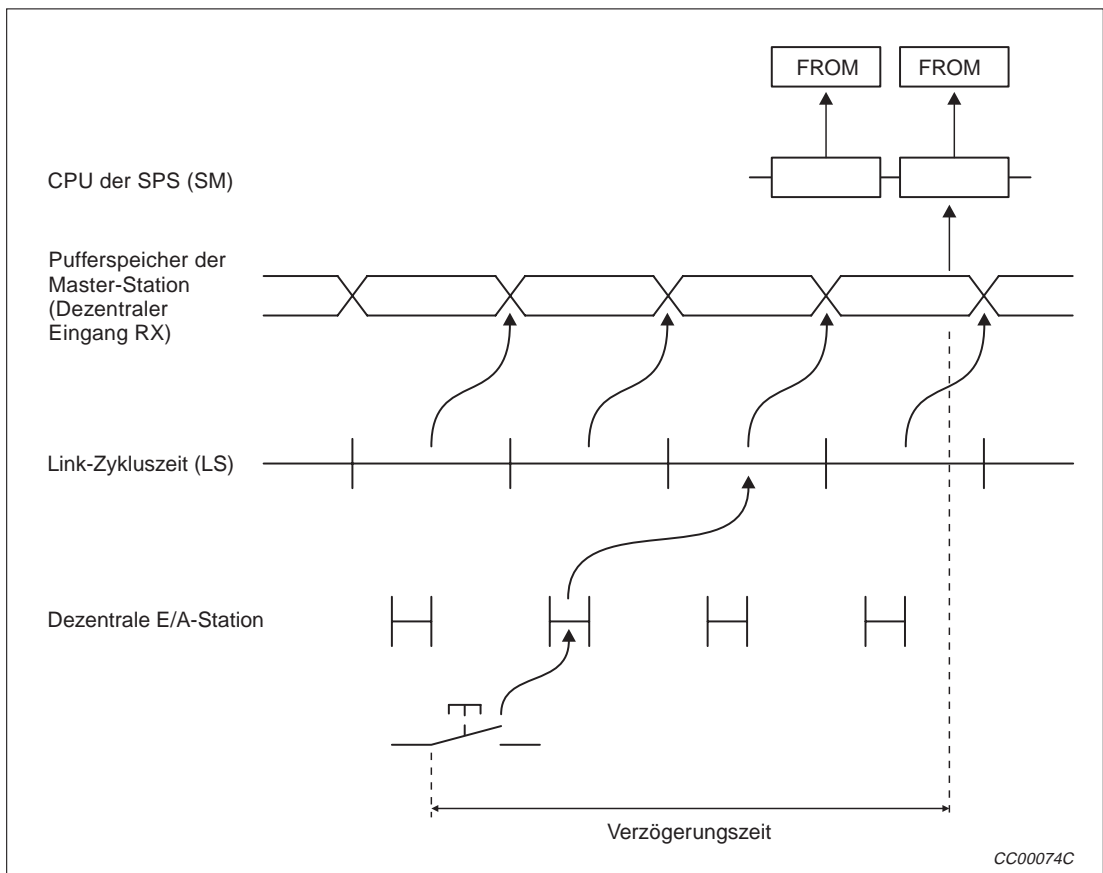 FROM FROM
CPU der SPS (SM)
Pufferspeicher der
Master-Station
(Dezentraler
Eingang RX)
Link-Zykluszeit (LS)
Dezentrale E/A-Station
Verzögerungszeit
CC00074C